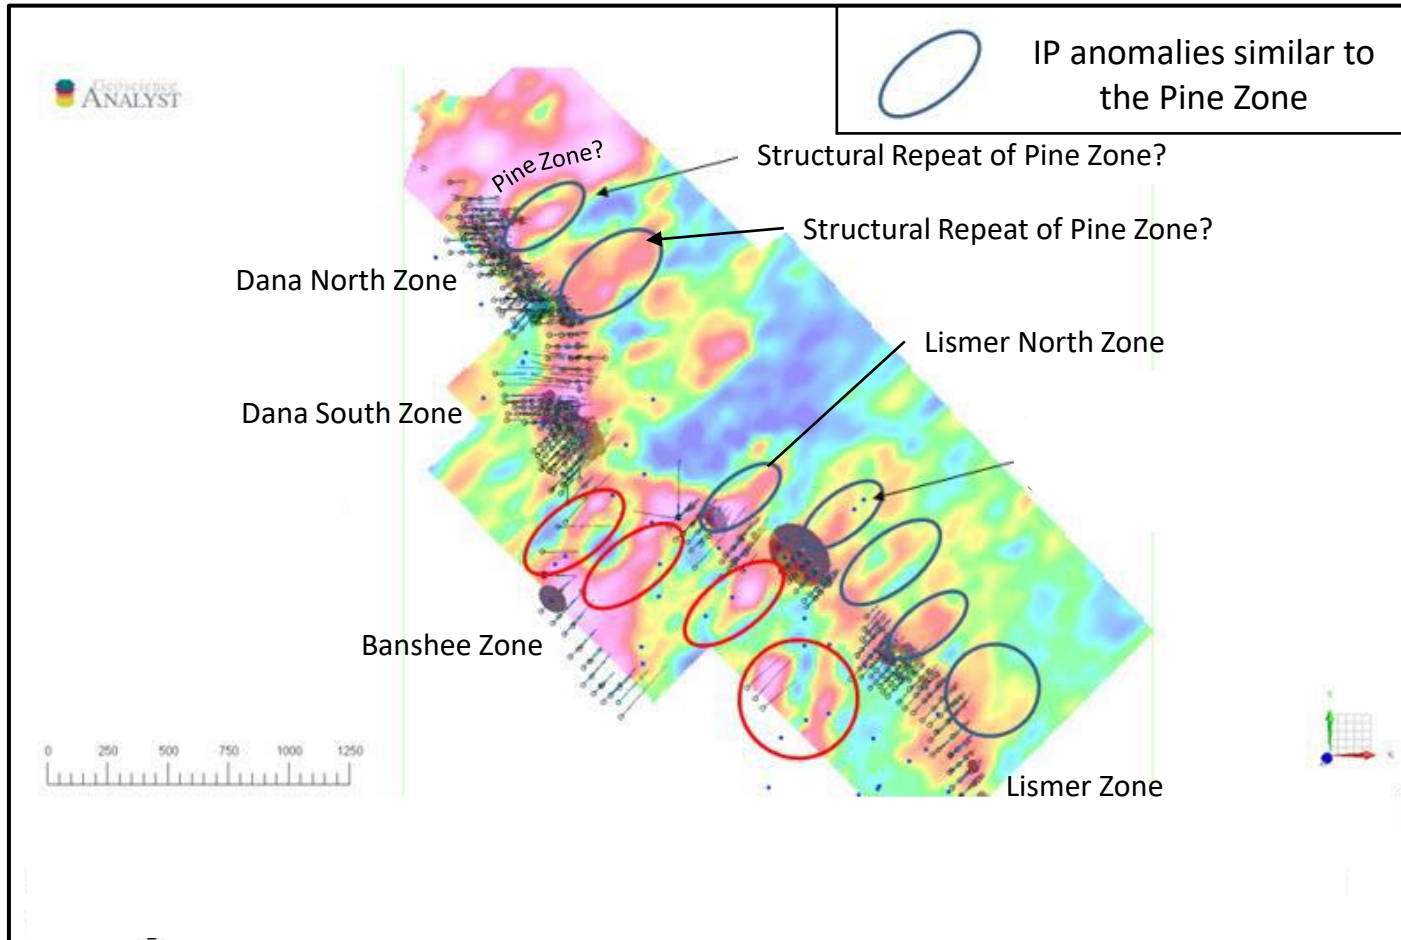 IP anomalies similar to
the Pine Zone
Geoscience
ANALYST
Pine Zone?
Structural Repeat of Pine Zone?
Structural Repeat of Pine Zone?
Dana North Zone
Lismer North Zone
Dana South Zone
Banshee Zone
0 250 500 750 1000 1250
Lismer Zone